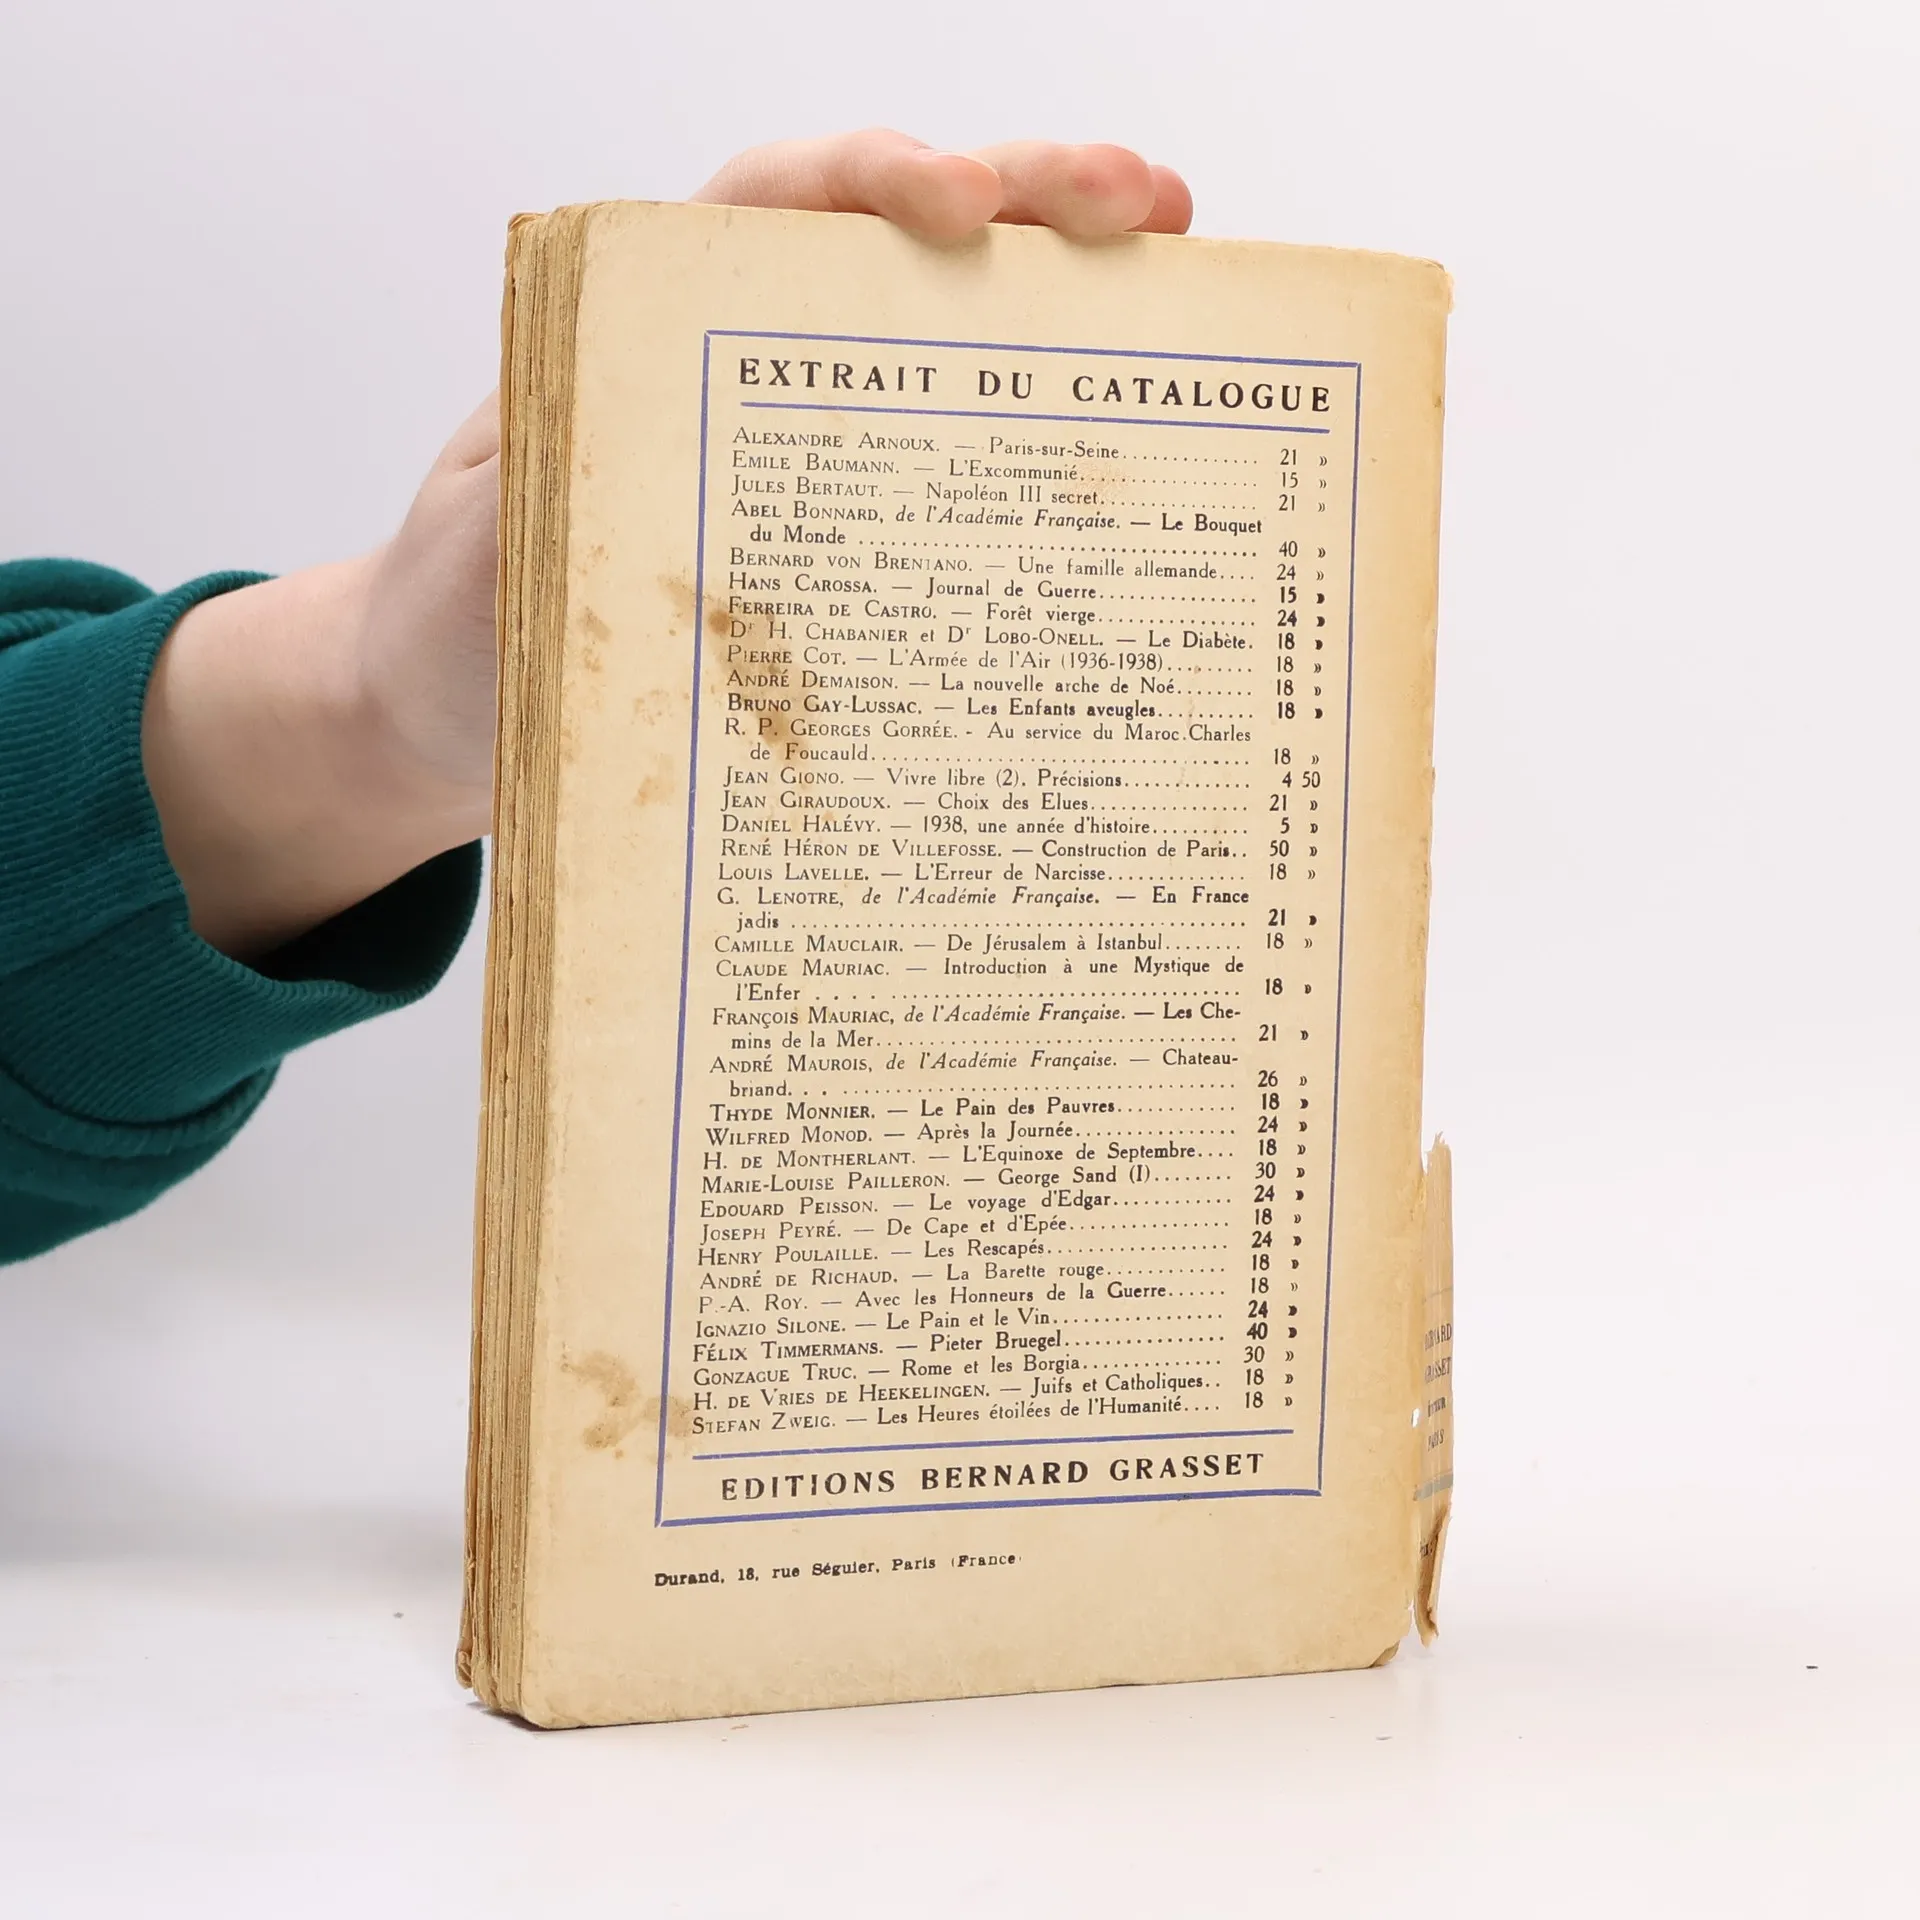 EXTRAIT DU CATALOGUE
ALEXANDRE ARNOUX. — Paris-sur-Seine.............. 21 »
EMILE BAUMANN. — L'Excommunié.................. 15 »
JULES BERTAUT. — Napoléon III secret................ 21 »
ABEL BONNARD, de l'Académie Française. — Le Bouquet
du Monde ........................................ 40 »
BERNARD VON BRENTANO. — Une famille allemande.... 24 »
HANS CAROSSA. — Journal de Guerre................ 15 »
FERREIRA DE CASTRO. — Forêt vierge................ 24 »
Dr H. CHABANIER et Dr LOBO-ONELL. — Le Diabète. 18 »
PIERRE COT. — L'Armée de l'Air (1936-1938)......... 18 »
ANDRÉ DEMAISON. — La nouvelle arche de Noé........ 18 »
BRUNO GAY-LUSSAC. — Les Enfants aveugles.......... 18 »
R. P. GEORGES GORRÉE. - Au service du Maroc.Charles
de Foucauld...................................... 18 »
JEAN GIONO. — Vivre libre (2). Précisions............. 4 50
JEAN GIRAUDOUX. — Choix des Elues................ 21 »
DANIEL HALÉVY. — 1938, une année d'histoire.......... 5 »
RENÉ HÉRON DE VILLEFOSSE. — Construction de Paris.. 50 »
LOUIS LAVELLE. — L'Erreur de Narcisse.............. 18 »
G. LENOTRE, de l'Académie Française. — En France
jadis .............................................. 21 »
CAMILLE MAUCLAIR. — De Jérusalem à Istanbul........ 18 »
CLAUDE MAURIAC. — Introduction à une Mystique de
l'Enfer . . . . ................................... 18 »
FRANÇOIS MAURIAC, de l'Académie Française. — Les Che-
mins de la Mer..................................... 21 »
ANDRÉ MAUROIS, de l'Académie Française. — Chateau-
briand. . . ....................................... 26 »
THYDE MONNIER. — Le Pain des Pauvres............ 18 »
WILFRED MONOD. — Après la Journée................ 24 »
H. DE MONTHERLANT. — L'Equinoxe de Septembre.... 18 »
MARIE-LOUISE PAILLERON. — George Sand (I)........ 30 »
EDOUARD PEISSON. — Le voyage d'Edgar............ 24 »
JOSEPH PEYRÉ. — De Cape et d'Epée................ 18 »
HENRY POULAILLE. — Les Rescapés.................. 24 »
ANDRÉ DE RICHAUD. — La Barette rouge............ 18 »
P.-A. ROY. — Avec les Honneurs de la Guerre...... 18 »
IGNAZIO SILONE. — Le Pain et le Vin................ 24 »
FÉLIX TIMMERMANS. — Pieter Bruegel................ 40 »
GONZAGUE TRUC. — Rome et les Borgia.............. 30 »
H. DE VRIES DE HEEKELINGEN. — Juifs et Catholiques.. 18 »
STEFAN ZWEIG. — Les Heures étoilées de l'Humanité.... 18 »
EDITIONS BERNARD GRASSET
Durand, 18, rue Séguier, Paris (France)